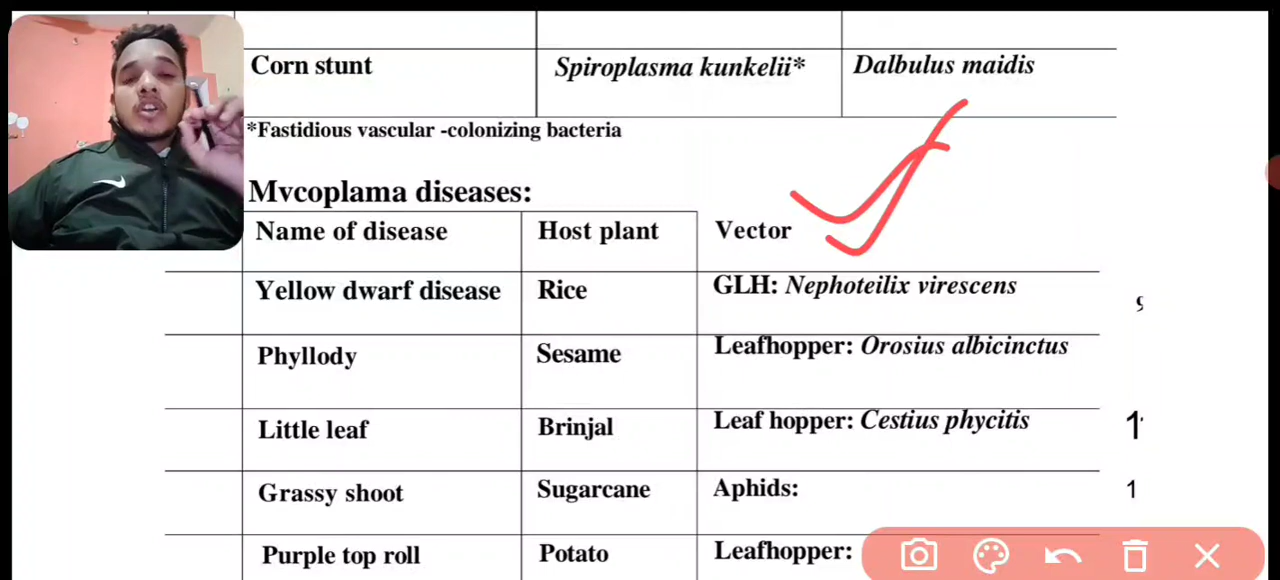 Corn stunt Spiroplasma kunkelii* Dalbulus maidis
*Fastidious vascular -colonizing bacteria
Mvcoplama diseases:
Name of disease Host plant Vector
Yellow dwarf disease Rice GLH: Nephoteilix virescens
Phyllody Sesame Leafhopper: Orosius albicinctus
Little leaf Brinjal Leaf hopper: Cestius phycitis
1
Grassy shoot Sugarcane Aphids: 1
Purple top roll Potato Leafhopper: